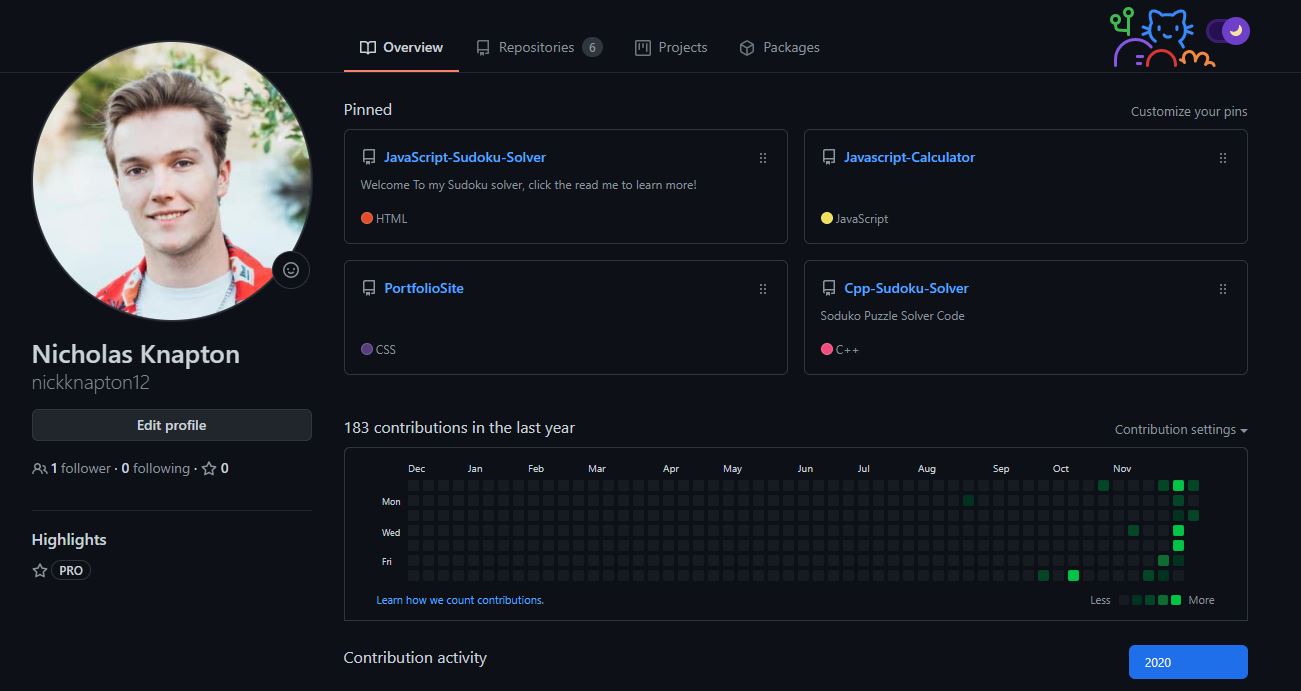 Overview Repositories 6 Projects Packages
Pinned
Customize your pins
JavaScript-Sudoku-Solver
Welcome To my Sudoku solver, click the read me to learn more!
HTML
Javascript-Calculator
JavaScript
PortfolioSite
CSS
Cpp-Sudoku-Solver
Soduko Puzzle Solver Code
C++
Nicholas Knapton
nickknapton12
Edit profile
1 follower · 0 following · 0
Highlights
PRO
183 contributions in the last year
Contribution settings
Dec Jan Feb Mar Apr May Jun Jul Aug Sep Oct Nov
Mon
Wed
Fri
Learn how we count contributions.
Less More
Contribution activity
2020